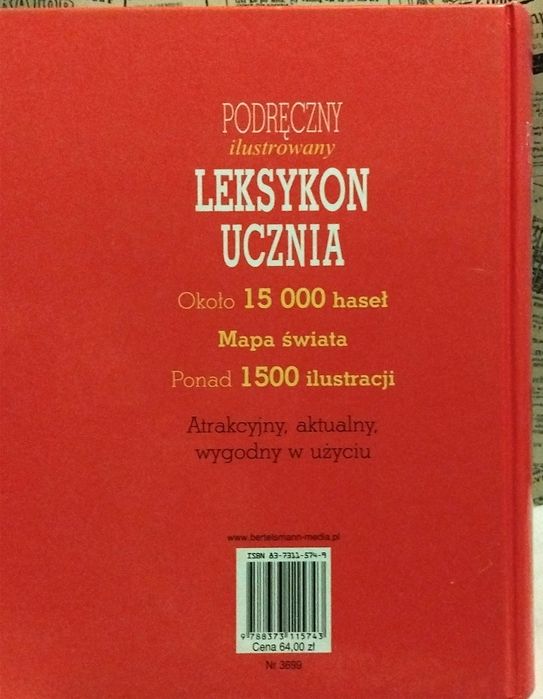 PODRĘCZNY
ilustrowany
LEKSYKON
UCZNIA
Około 15 000 haseł
Mapa świata
Ponad 1500 ilustracji
Atrakcyjny, aktualny,
wygodny w użyciu
www.bertelsmann-media.pl
ISBN 83-7311-574-9
9 788373 115743
Cena 64,00 zł
Nr 3699